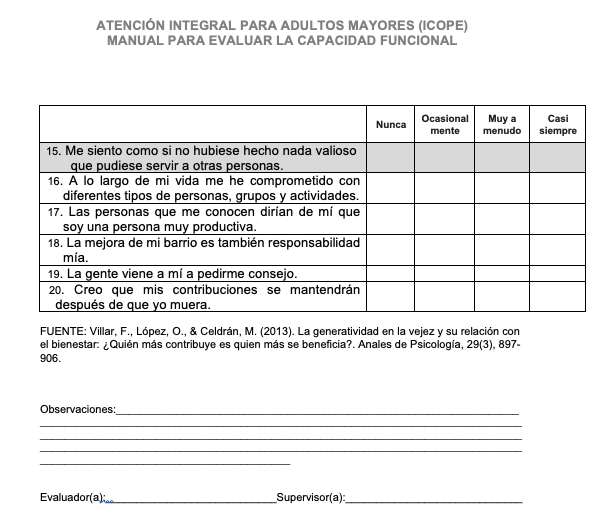 ATENCIÓN INTEGRAL PARA ADULTOS MAYORES (ICOPE)
MANUAL PARA EVALUAR LA CAPACIDAD FUNCIONAL
Nunca
Ocasional
mente
Muy a
menudo
Casi
siempre
15. Me siento como si no hubiese hecho nada valioso
que pudiese servir a otras personas.
16. A lo largo de mi vida me he comprometido con
diferentes tipos de personas, grupos y actividades.
17. Las personas que me conocen dirían de mí que
soy una persona muy productiva.
18. La mejora de mi barrio es también responsabilidad
mía.
19. La gente viene a mí a pedirme consejo.
20. Creo que mis contribuciones se mantendrán
después de que yo muera.
FUENTE: Villar, F., López, O., & Celdrán, M. (2013). La generatividad en la vejez y su relación con
el bienestar: ¿Quién más contribuye es quien más se beneficia?. Anales de Psicología, 29(3), 897-
906.
Observaciones:
Evaluador(a): Supervisor(a):